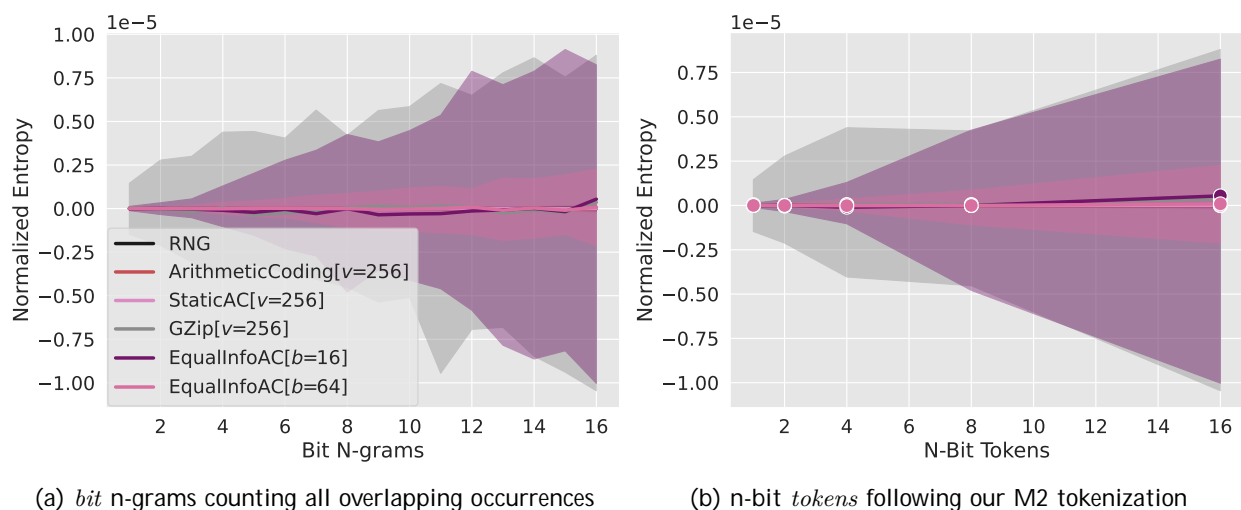 1e−5
1.00
0.75
0.50
0.25
0.00
−0.25
−0.50
−0.75
−1.00
Normalized Entropy
RNG
ArithmeticCoding[v=256]
StaticAC[v=256]
GZip[v=256]
EqualInfoAC[b=16]
EqualInfoAC[b=64]
2 4 6 8 10 12 14 16
Bit N-grams
(a) bit n-grams counting all overlapping occurrences
1e−5
0.75
0.50
0.25
0.00
−0.25
−0.50
−0.75
−1.00
Normalized Entropy
2 4 6 8 10 12 14 16
N-Bit Tokens
(b) n-bit tokens following our M2 tokenization